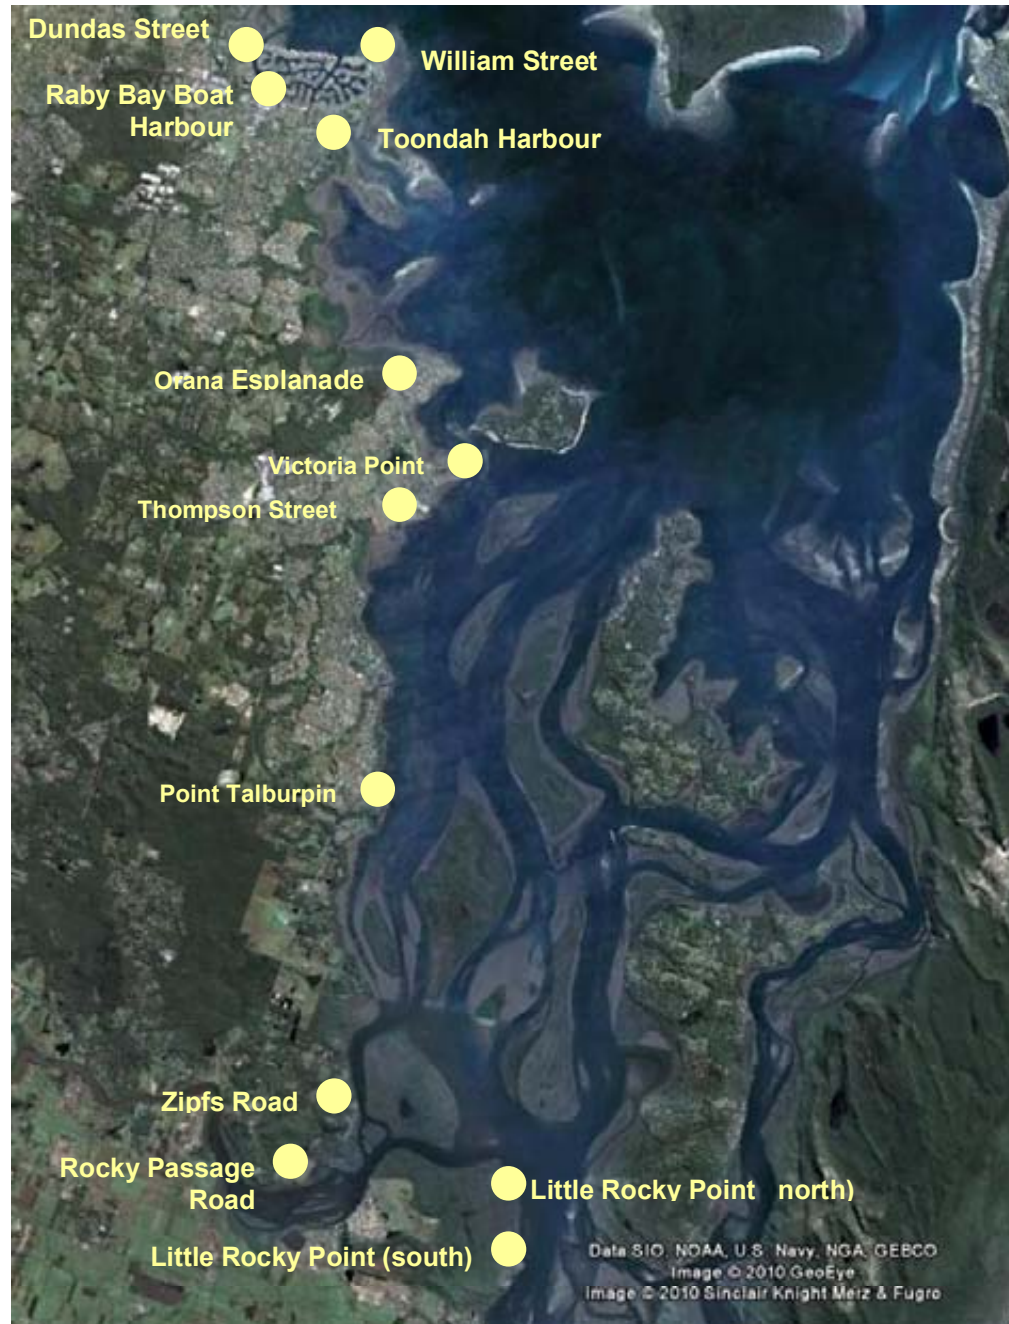 Dundas Street
William Street
Raby Bay Boat
Harbour
Toondah Harbour
Orana Esplanade
Victoria Point
Thompson Street
Point Talburpin
Zipfs Road
Rocky Passage
Road
Little Rocky Point north)
Little Rocky Point (south)
Data SIO, NOAA, U.S. Navy, NGA, GEBCO
Image © 2010 GeoEye
Image © 2010 Sinclair Knight Merz & Fugro